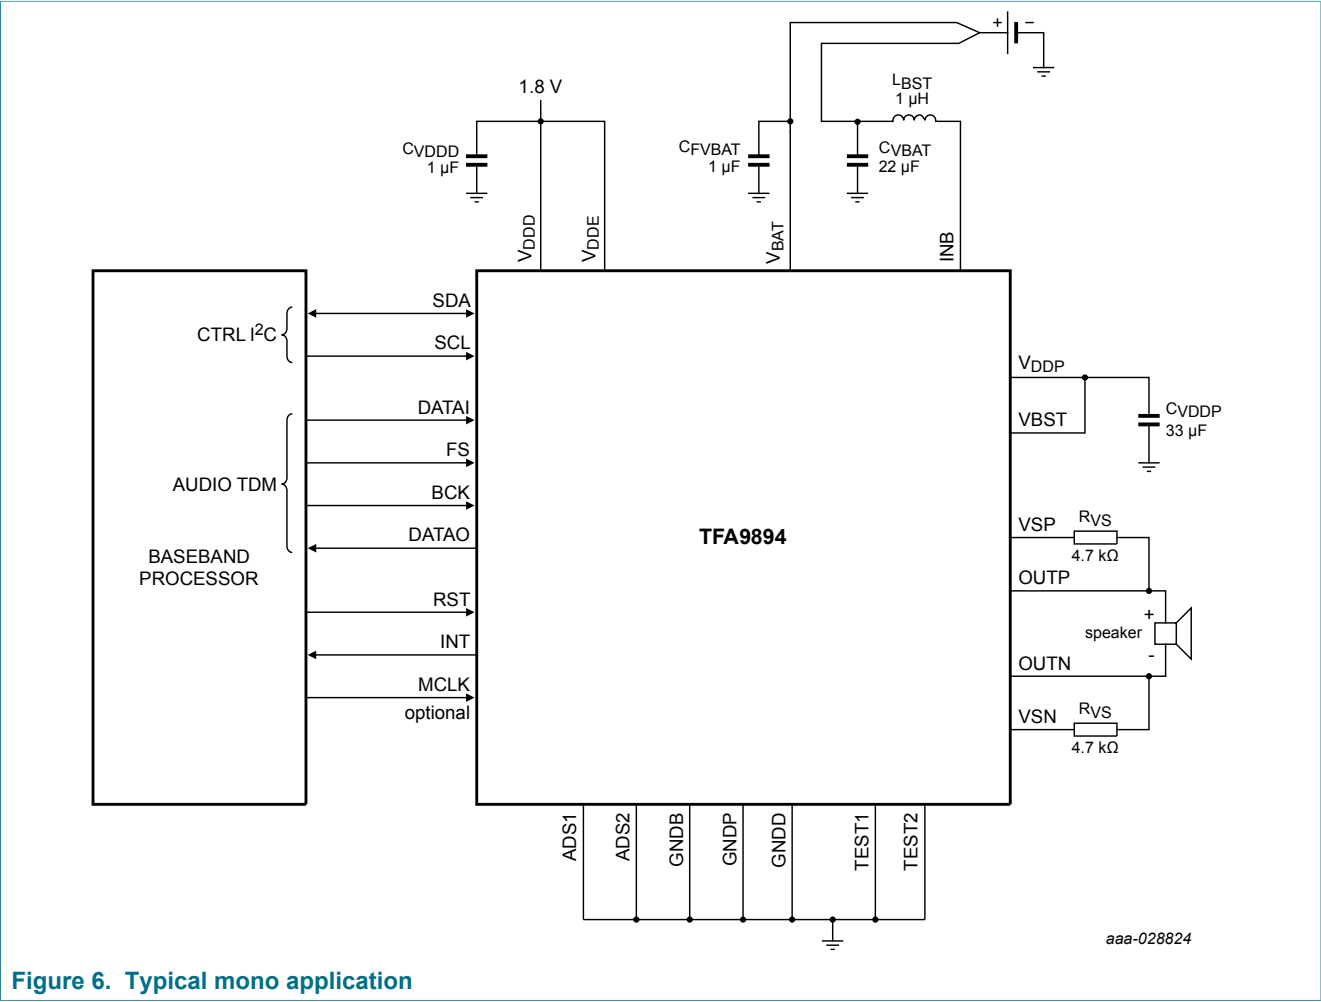 + −
LBST
1 µH
1.8 V
CVDDD
1 µF
CFVBAT
1 µF
CVBAT
22 µF
VDDD
VDDE
VBAT
INB
CTRL I2C
SDA
SCL
AUDIO TDM
DATAI
FS
BCK
DATAO
BASEBAND
PROCESSOR
RST
INT
MCLK
optional
TFA9894
VDDP
VBST
CVDDP
33 µF
VSP
RVS
4.7 kΩ
OUTP
+
speaker
-
OUTN
VSN
RVS
4.7 kΩ
ADS1
ADS2
GNDB
GNDP
GNDD
TEST1
TEST2
aaa-028824
Figure 6. Typical mono application